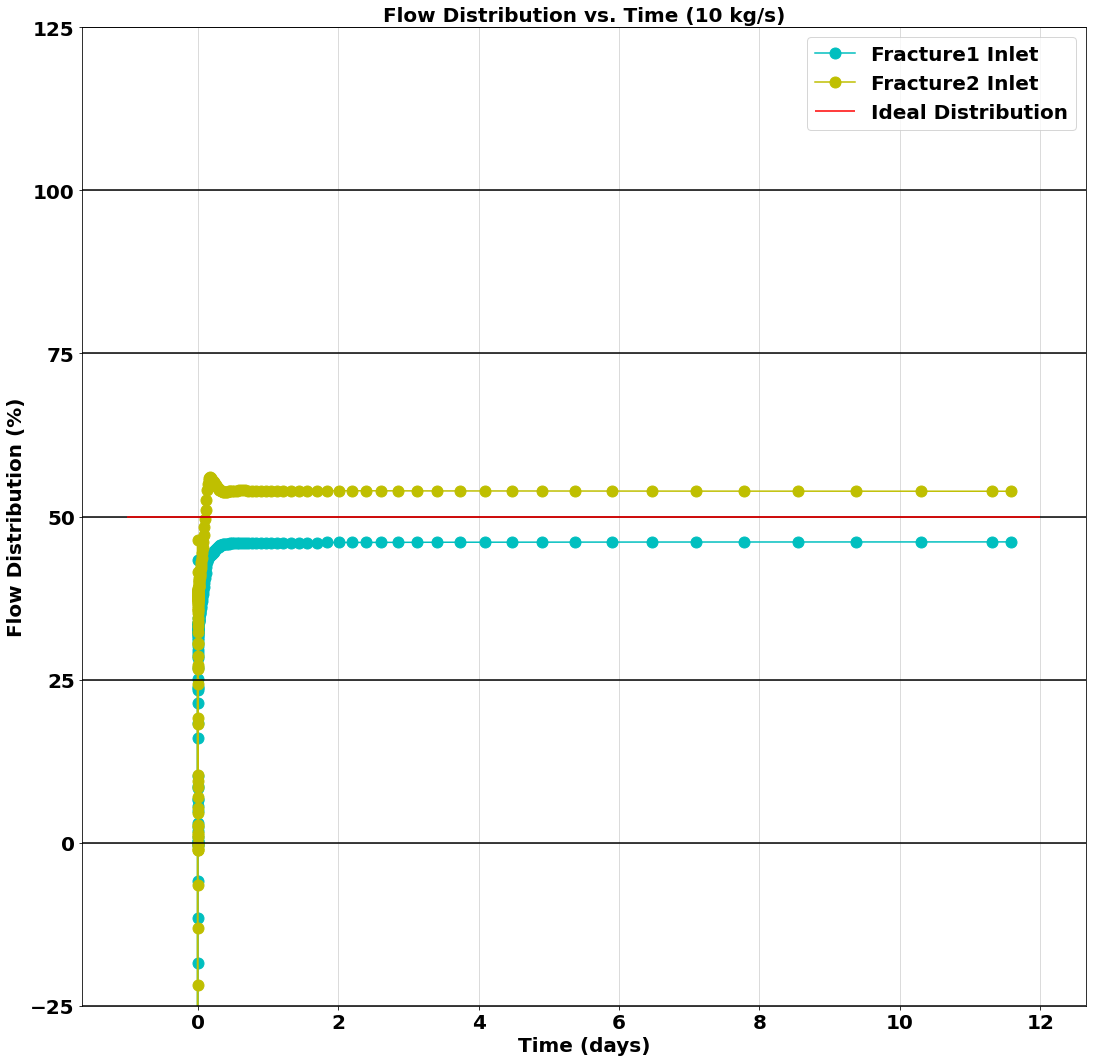 Flow Distribution vs. Time (10 kg/s)
Fracture1 Inlet
Fracture2 Inlet
Ideal Distribution
Flow Distribution (%)
125
100
75
50
25
0
−25
0 2 4 6 8 10 12
Time (days)